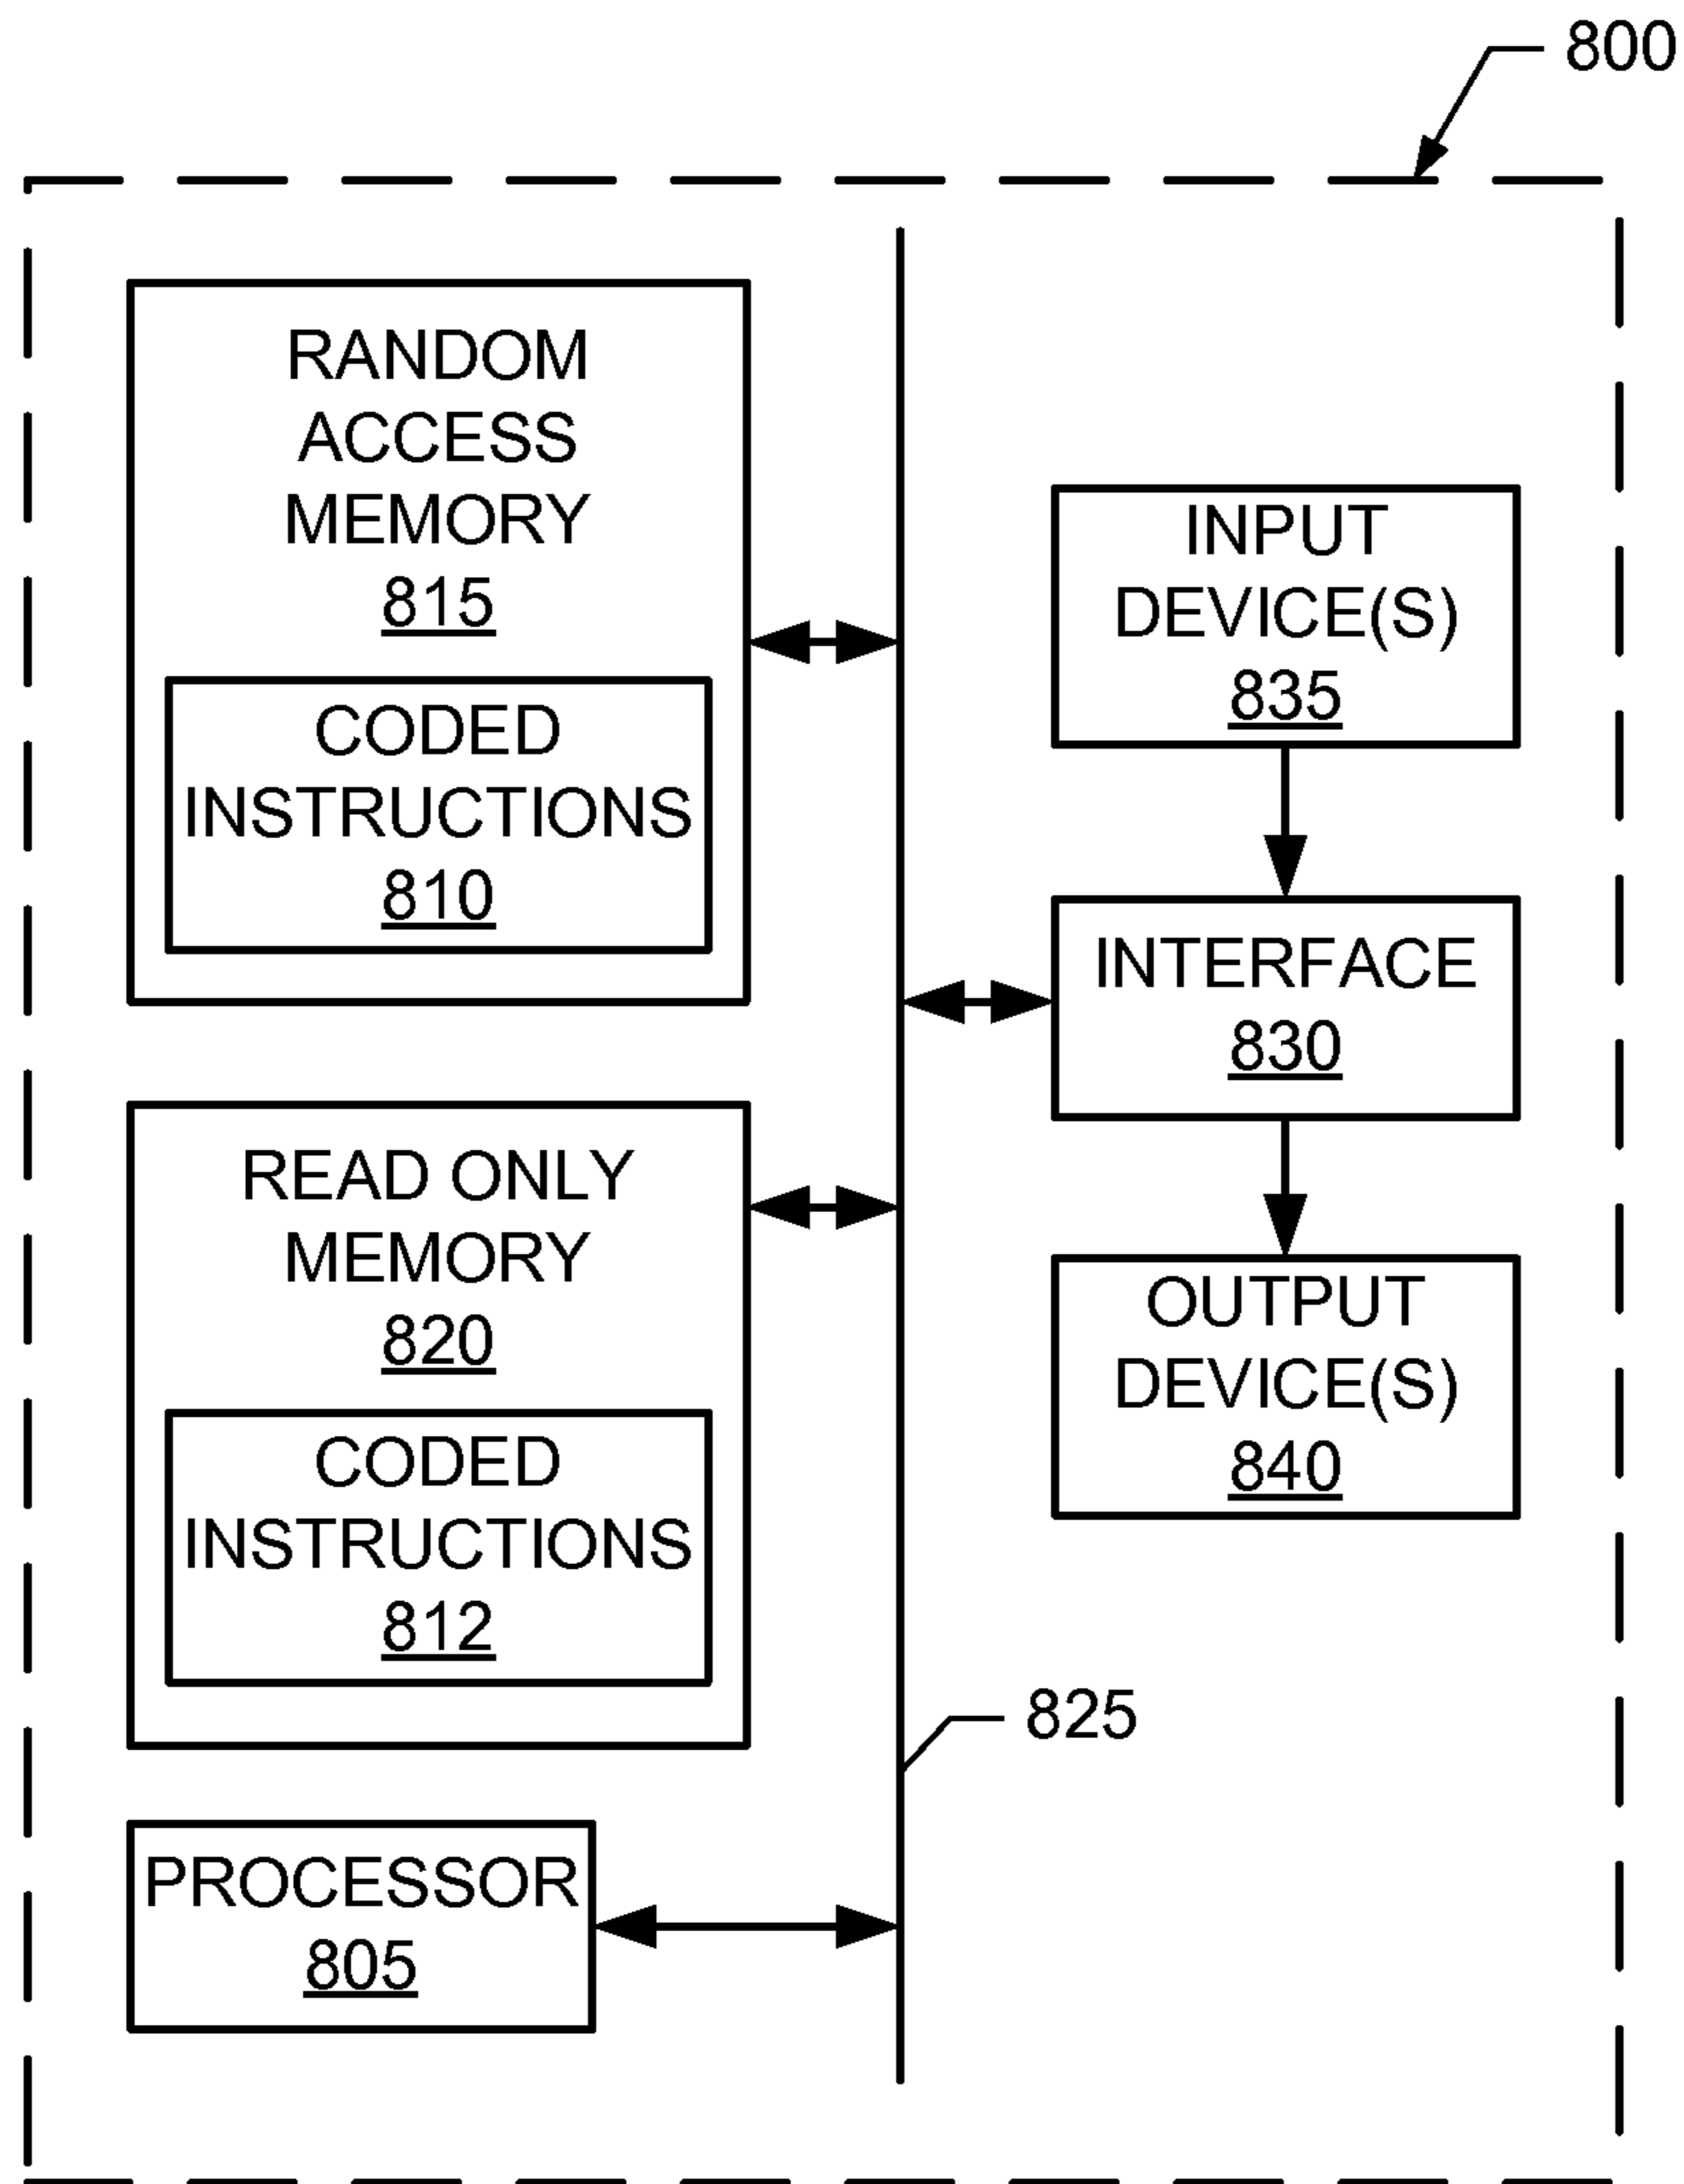 800
RANDOM
ACCESS
MEMORY
815
CODED
INSTRUCTIONS
810
INPUT
DEVICE(S)
835
INTERFACE
830
READ ONLY
MEMORY
820
CODED
INSTRUCTIONS
812
OUTPUT
DEVICE(S)
840
825
PROCESSOR
805